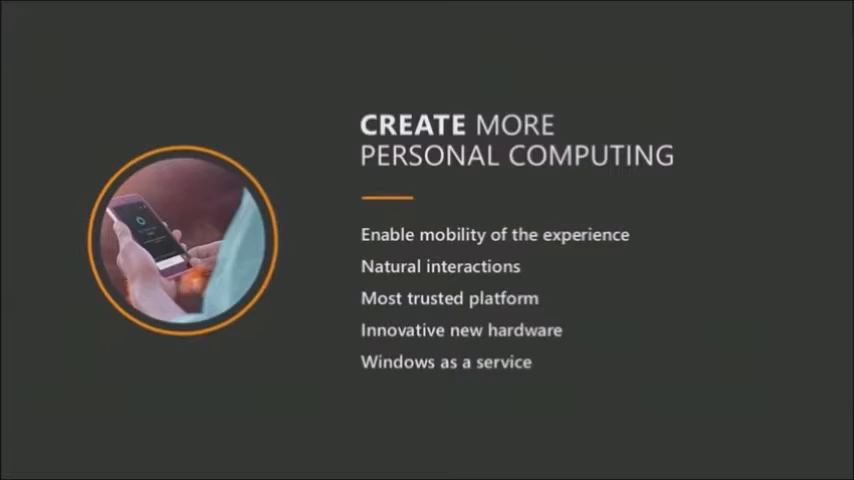 CREATE MORE
PERSONAL COMPUTING
Enable mobility of the experience
Natural interactions
Most trusted platform
Innovative new hardware
Windows as a service